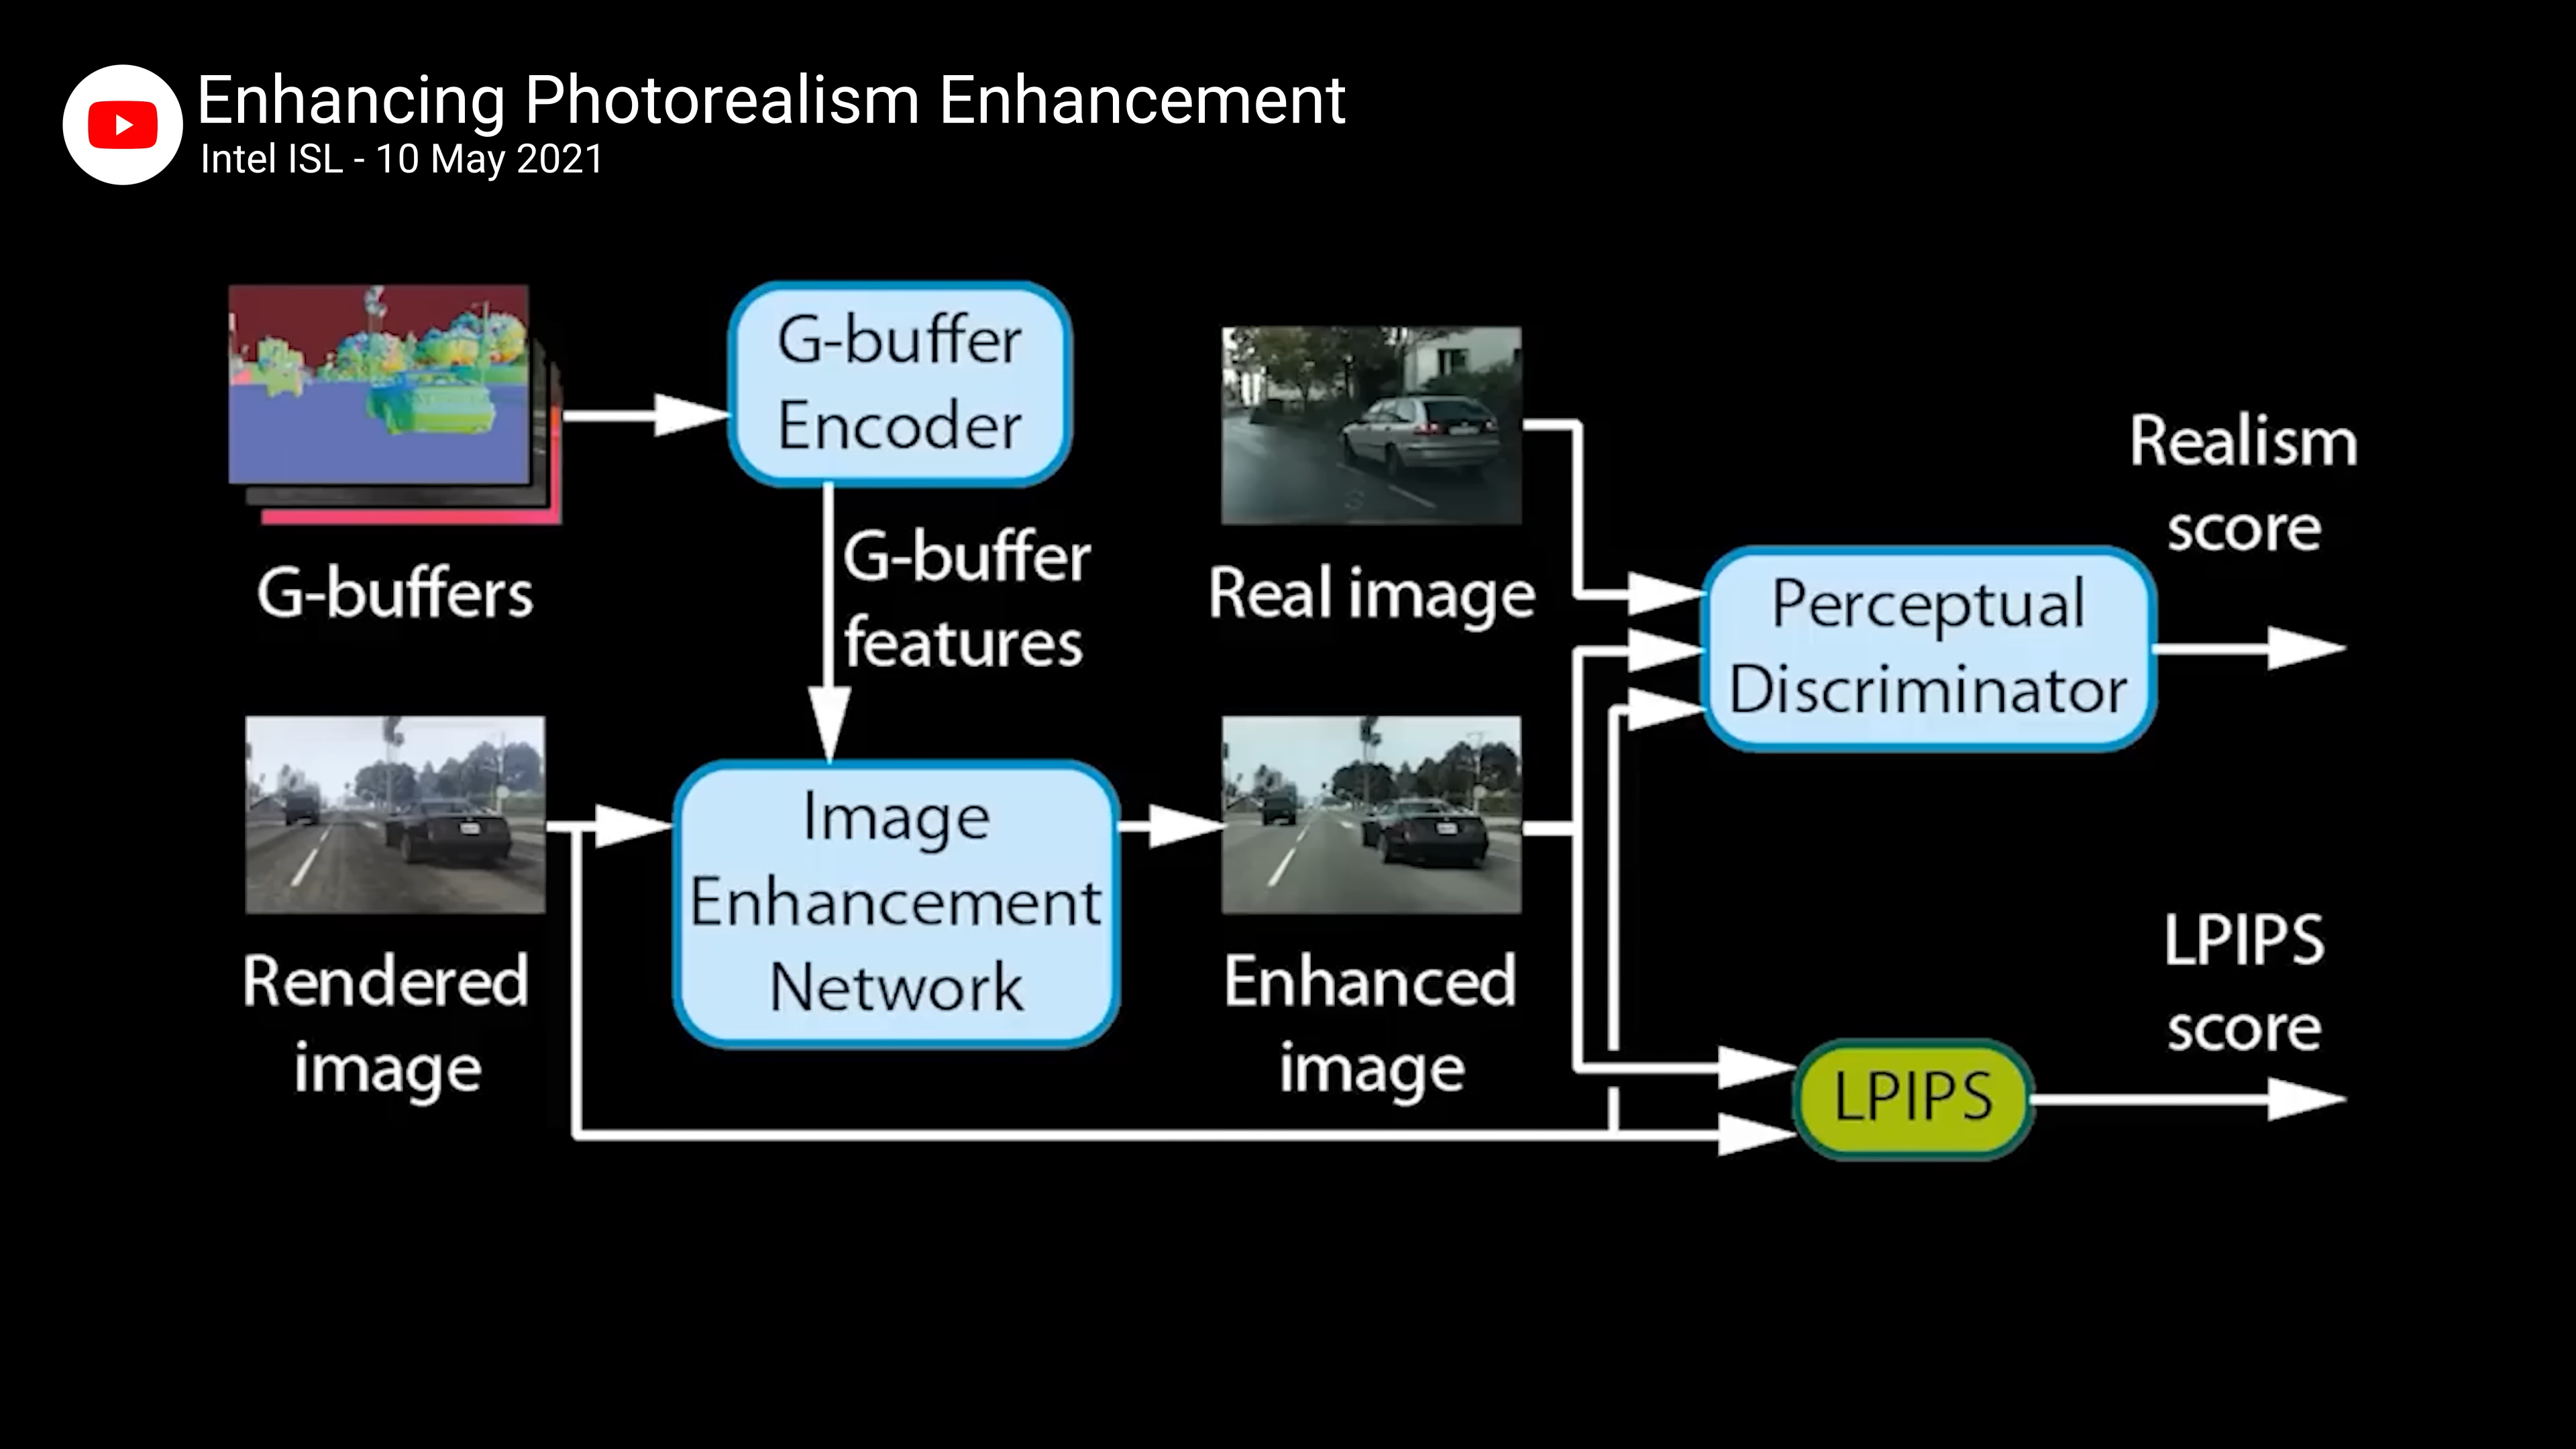 Enhancing Photorealism Enhancement
Intel ISL - 10 May 2021
G-buffer
Encoder
G-buffers
G-buffer
features
Real image
Realism
score
Perceptual
Discriminator
Rendered
image
Image
Enhancement
Network
Enhanced
image
LPIPS
score
LPIPS